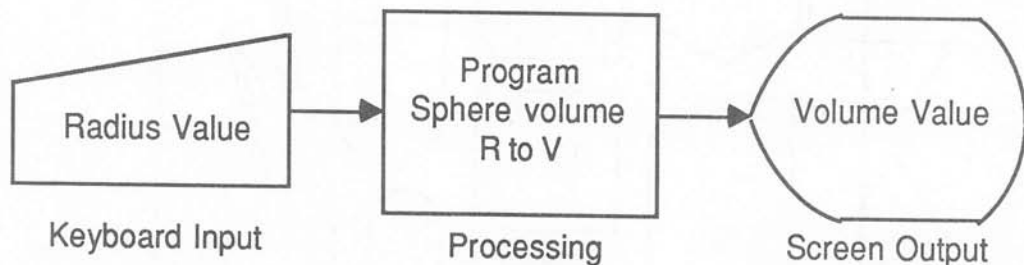 Radius Value
Keyboard Input
Program
Sphere volume
R to V
Processing
Volume Value
Screen Output